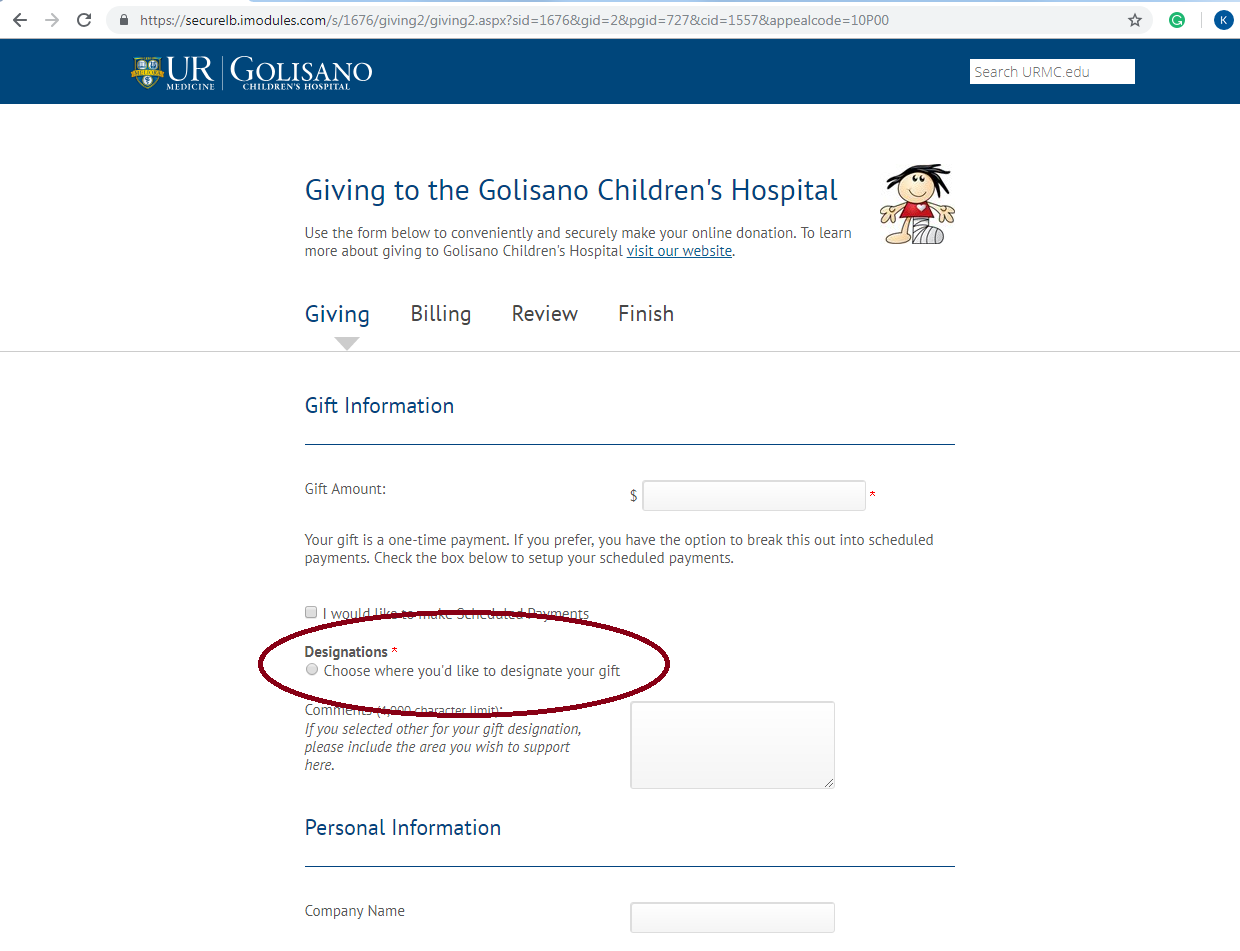 https://securelb.imodules.com/s/1676/giving2/giving2.aspx?sid=1676&gid=2&pgid=727&cid=1557&appealcode=10P00
G
K
MELIORA
UR
MEDICINE
GOLISANO
CHILDREN'S HOSPITAL
Search URMC.edu
Giving to the Golisano Children's Hospital
Use the form below to conveniently and securely make your online donation. To learn
more about giving to Golisano Children's Hospital visit our website.
Giving Billing Review Finish
Gift Information
Gift Amount: $ *
Your gift is a one-time payment. If you prefer, you have the option to break this out into scheduled
payments. Check the box below to setup your scheduled payments.
I would like to make Scheduled Payments
Designations *
Choose where you'd like to designate your gift
Comments (4,000 character limit):
If you selected other for your gift designation,
please include the area you wish to support
here.
Personal Information
Company Name